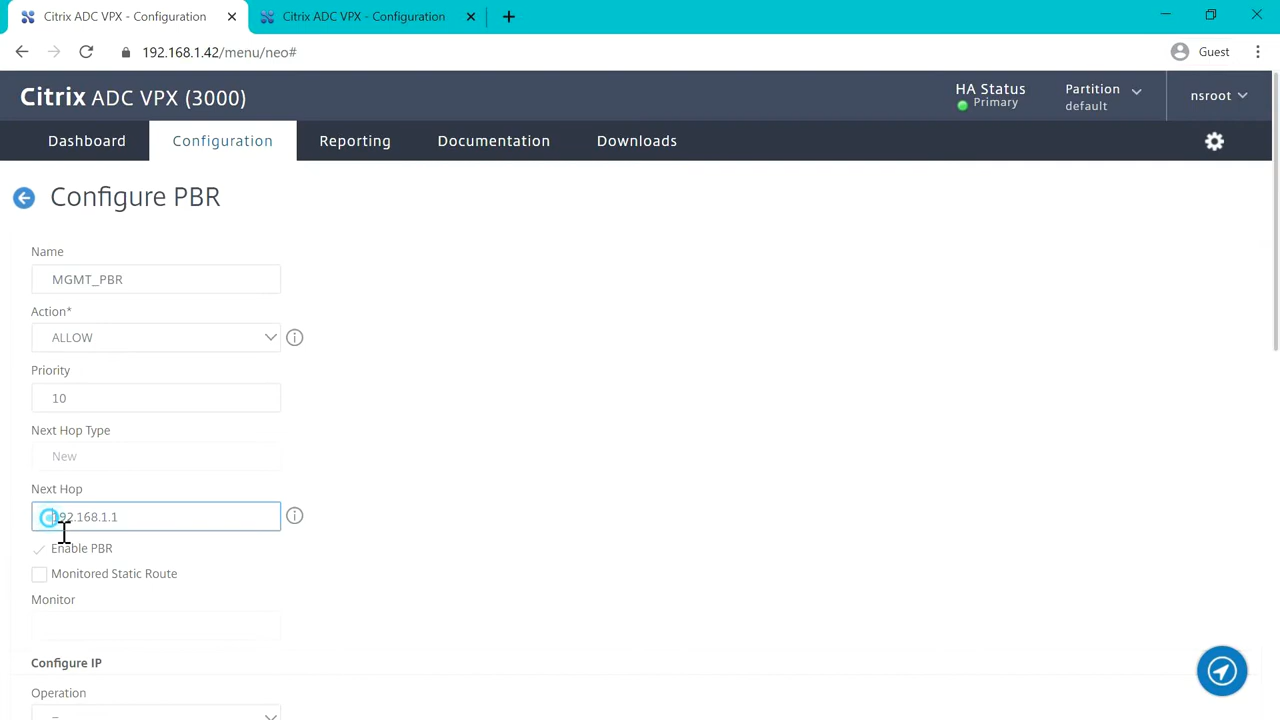 Citrix ADC VPX - Configuration
Citrix ADC VPX - Configuration
192.168.1.42/menu/neo#
Guest
Citrix ADC VPX (3000)
HA Status
Primary
Partition
default
nsroot
Dashboard
Configuration
Reporting
Documentation
Downloads
Configure PBR
Name
MGMT_PBR
Action*
ALLOW
Priority
10
Next Hop Type
New
Next Hop
192.168.1.1
Enable PBR
Monitored Static Route
Monitor
Configure IP
Operation
=